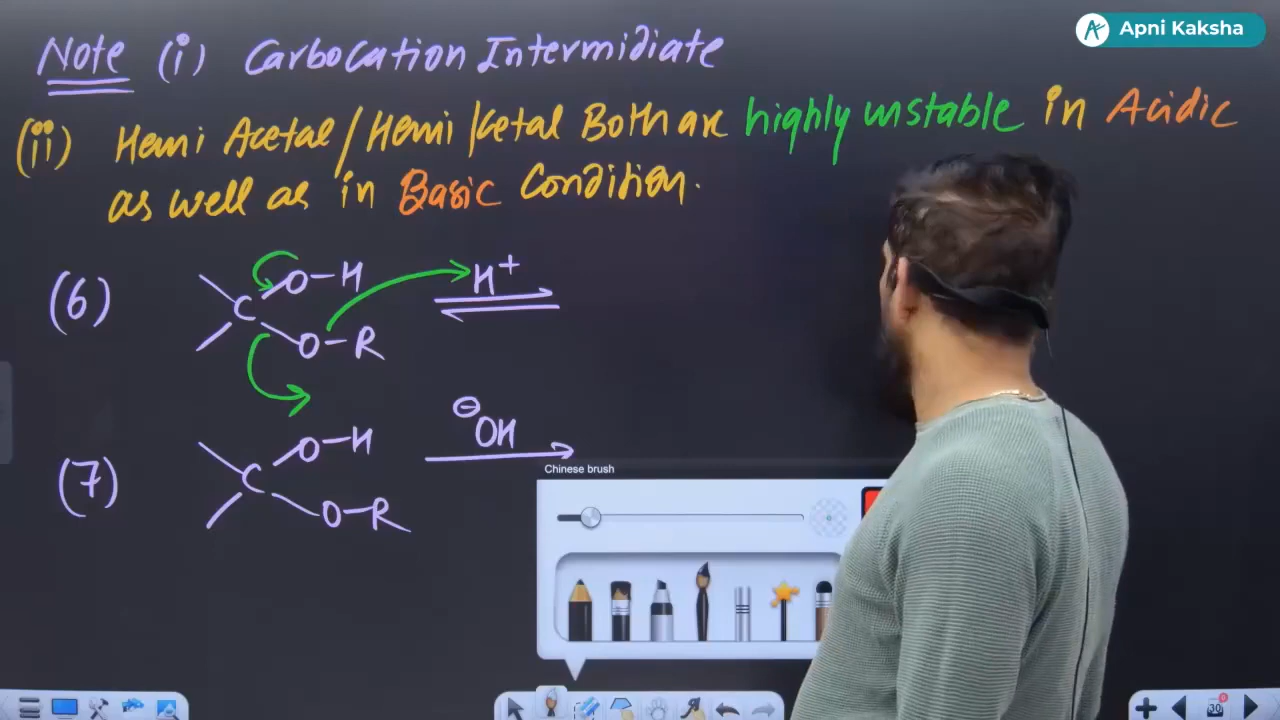 Apni Kaksha
Note (i) Carbocation Intermidiate
(ii) Hemi Acetal/Hemi Ketal Both are highly unstable in Acidic
as well as in Basic Condition.
(6) C O-H O-R H+
(7) C O-H O-R ⊖OH
Chinese brush